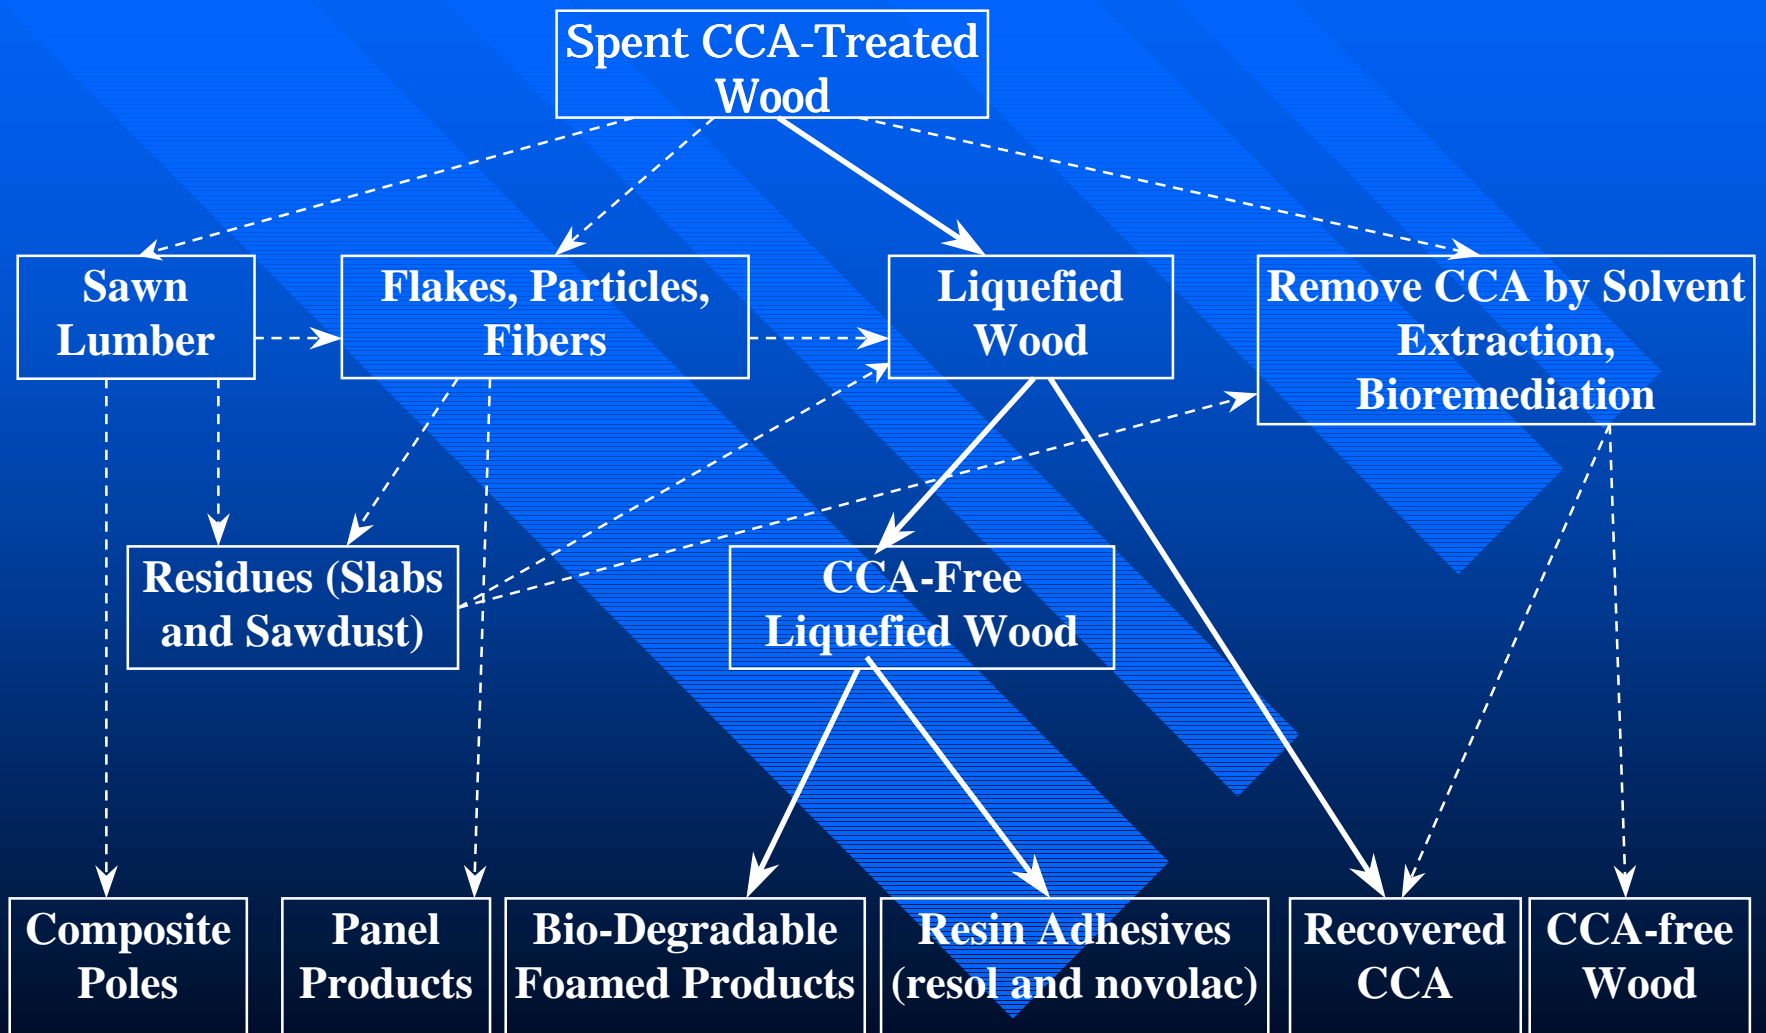 Spent CCA-Treated
Wood
Sawn
Lumber
Flakes, Particles,
Fibers
Liquefied
Wood
Remove CCA by Solvent
Extraction,
Bioremediation
Residues (Slabs
and Sawdust)
CCA-Free
Liquefied Wood
Composite
Poles
Panel
Products
Bio-Degradable
Foamed Products
Resin Adhesives
(resol and novolac)
Recovered
CCA
CCA-free
Wood